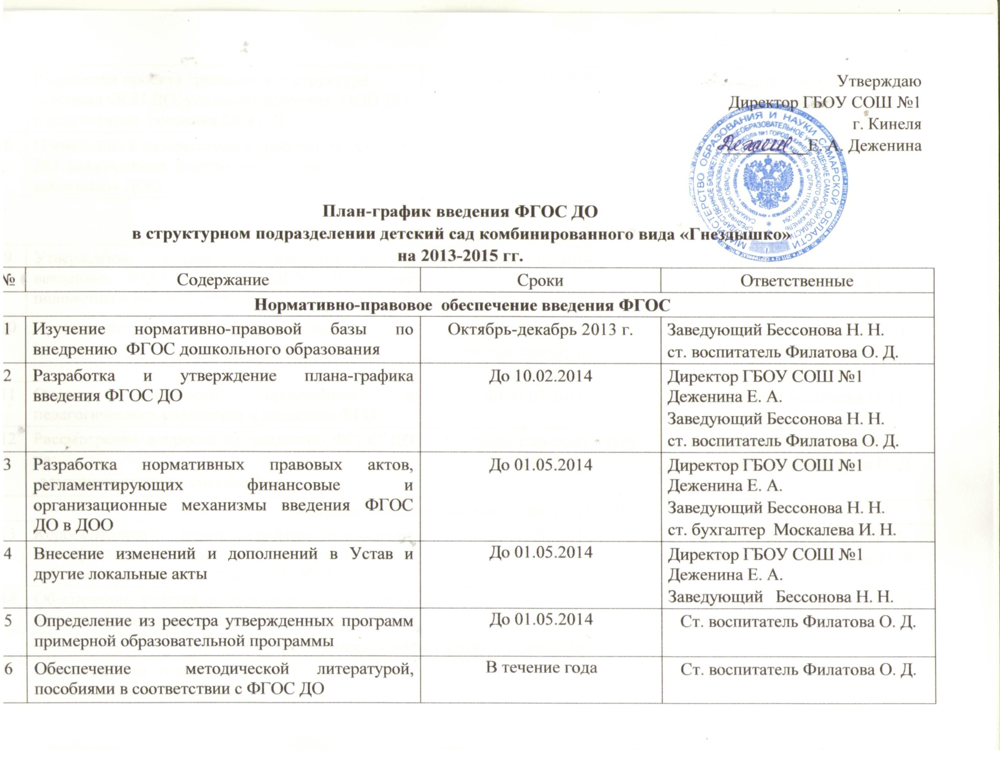 Утверждаю
Директор ГБОУ СОШ №1
г. Кинеля
Е. А. Деженина
МИНИСТЕРСТВО ОБРАЗОВАНИЯ И НАУКИ САМАРСКОЙ ОБЛАСТИ
План-график введения ФГОС ДО
в структурном подразделении детский сад комбинированного вида «Гнездышко»
на 2013-2015 гг.
№ Содержание Сроки Ответственные
Нормативно-правовое обеспечение введения ФГОС
1 Изучение нормативно-правовой базы по
внедрению ФГОС дошкольного образования
Октябрь-декабрь 2013 г.
Заведующий Бессонова Н. Н.
ст. воспитатель Филатова О. Д.
2 Разработка и утверждение плана-графика
введения ФГОС ДО
До 10.02.2014
Директор ГБОУ СОШ №1
Деженина Е. А.
Заведующий Бессонова Н. Н.
ст. воспитатель Филатова О. Д.
3 Разработка нормативных правовых актов,
регламентирующих финансовые и
организационные механизмы введения ФГОС
ДО в ДОО
До 01.05.2014
Директор ГБОУ СОШ №1
Деженина Е. А.
Заведующий Бессонова Н. Н.
ст. бухгалтер Москалева И. Н.
4 Внесение изменений и дополнений в Устав и
другие локальные акты
До 01.05.2014
Директор ГБОУ СОШ №1
Деженина Е. А.
Заведующий Бессонова Н. Н.
5 Определение из реестра утвержденных программ
примерной образовательной программы
До 01.05.2014
Ст. воспитатель Филатова О. Д.
6 Обеспечение методической литературой,
пособиями в соответствии с ФГОС ДО
В течение года
Ст. воспитатель Филатова О. Д.